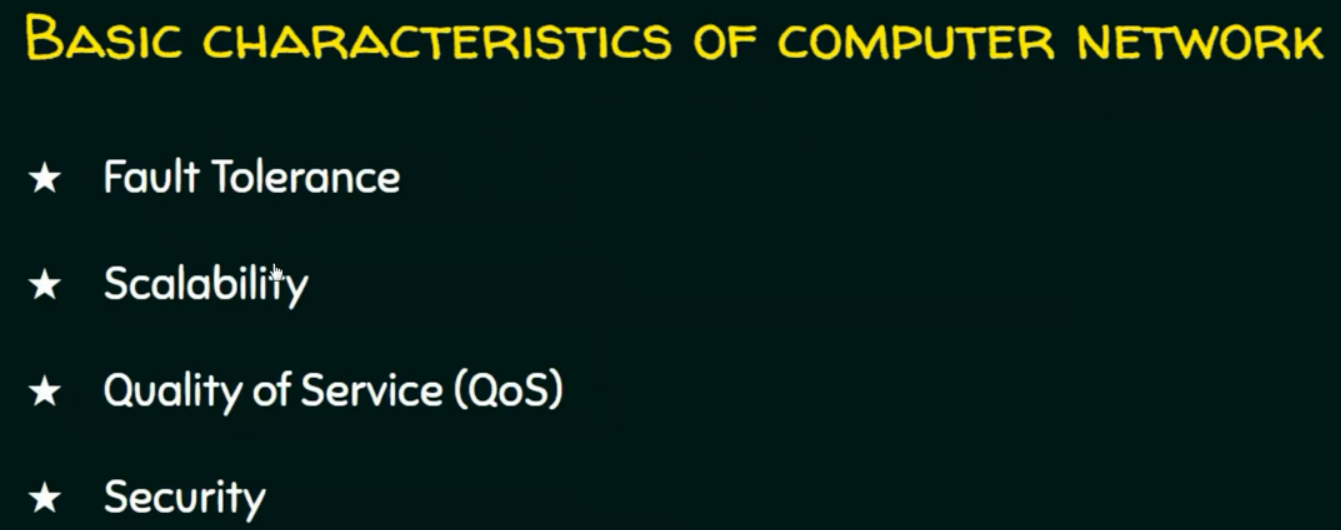 Basic characteristics of computer network
★ Fault Tolerance
★ Scalability
★ Quality of Service (QoS)
★ Security